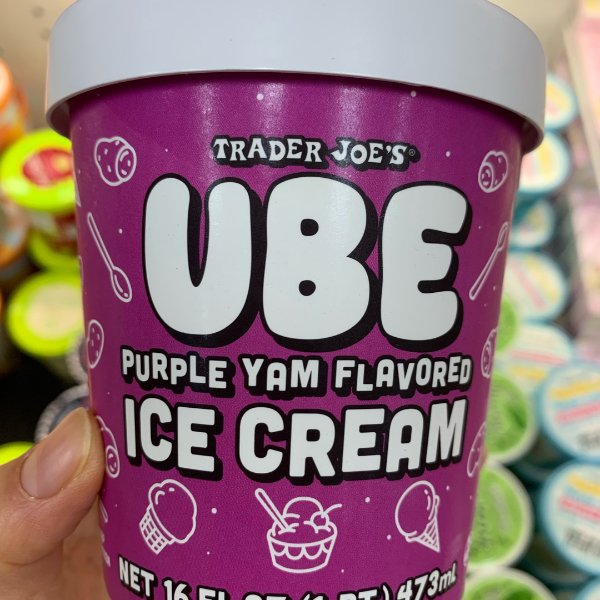 TRADER JOE'S®
UBE
PURPLE YAM FLAVORED
ICE CREAM
NET 16 FL OZ (1 PT) 473mL